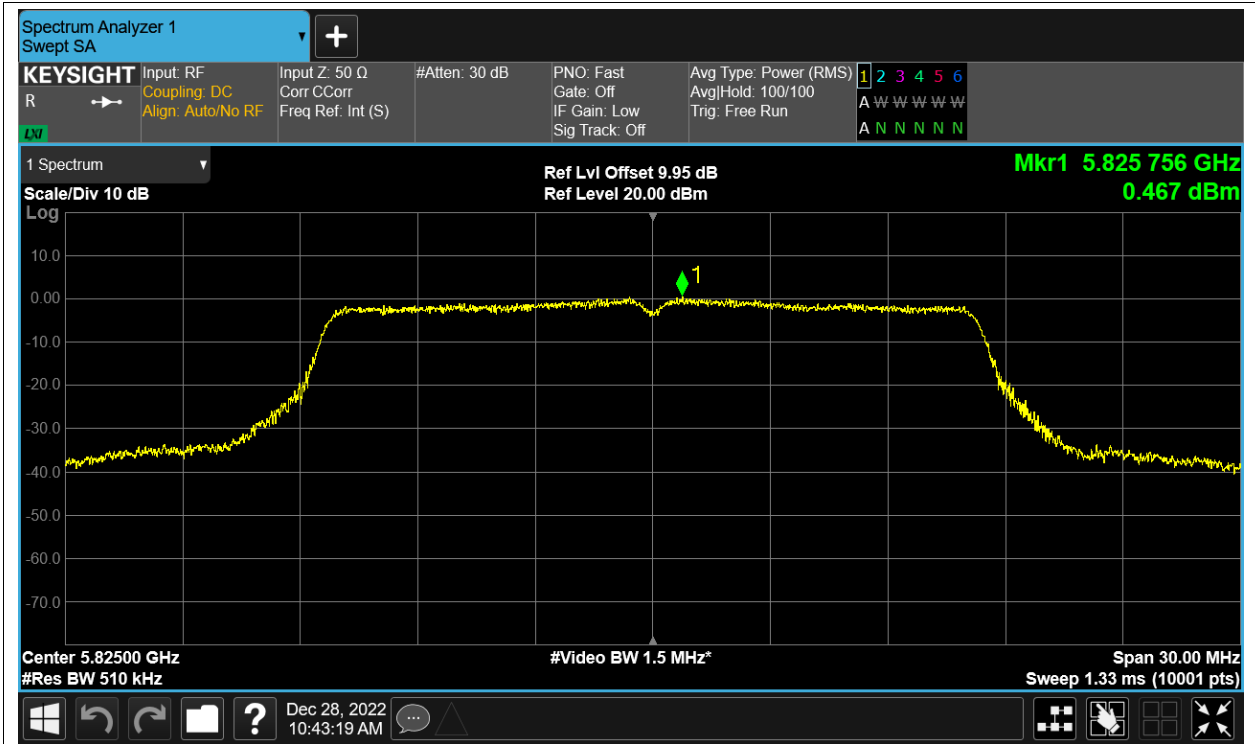 Spectrum Analyzer 1
Swept SA
KEYSIGHT
R
LXI
Input: RF
Coupling: DC
Align: Auto/No RF
Input Z: 50 Ω
Corr CCorr
Freq Ref: Int (S)
#Atten: 30 dB
PNO: Fast
Gate: Off
IF Gain: Low
Sig Track: Off
Avg Type: Power (RMS)
Avg|Hold: 100/100
Trig: Free Run
1 2 3 4 5 6
A W W W W W
A N N N N N
1 Spectrum
Scale/Div 10 dB
Log
Ref Lvl Offset 9.95 dB
Ref Level 20.00 dBm
Mkr1 5.825 756 GHz
0.467 dBm
10.0
0.00
-10.0
-20.0
-30.0
-40.0
-50.0
-60.0
-70.0
1
Center 5.82500 GHz
#Res BW 510 kHz
#Video BW 1.5 MHz*
Span 30.00 MHz
Sweep 1.33 ms (10001 pts)
?
Dec 28, 2022
10:43:19 AM